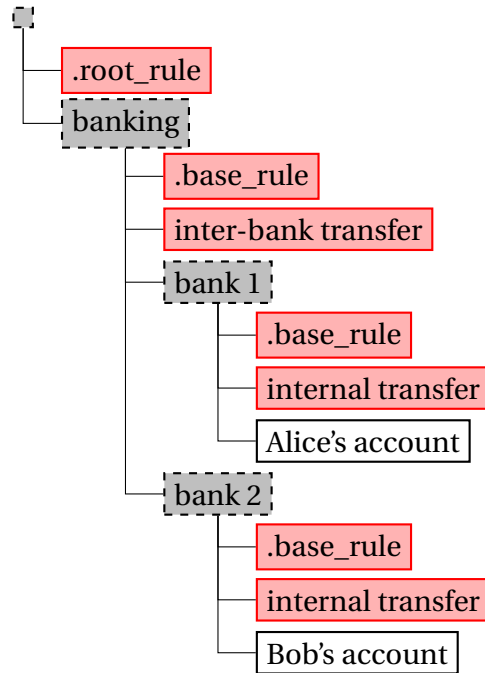 .root_rule
banking
.base_rule
inter-bank transfer
bank 1
.base_rule
internal transfer
Alice’s account
bank 2
.base_rule
internal transfer
Bob’s account